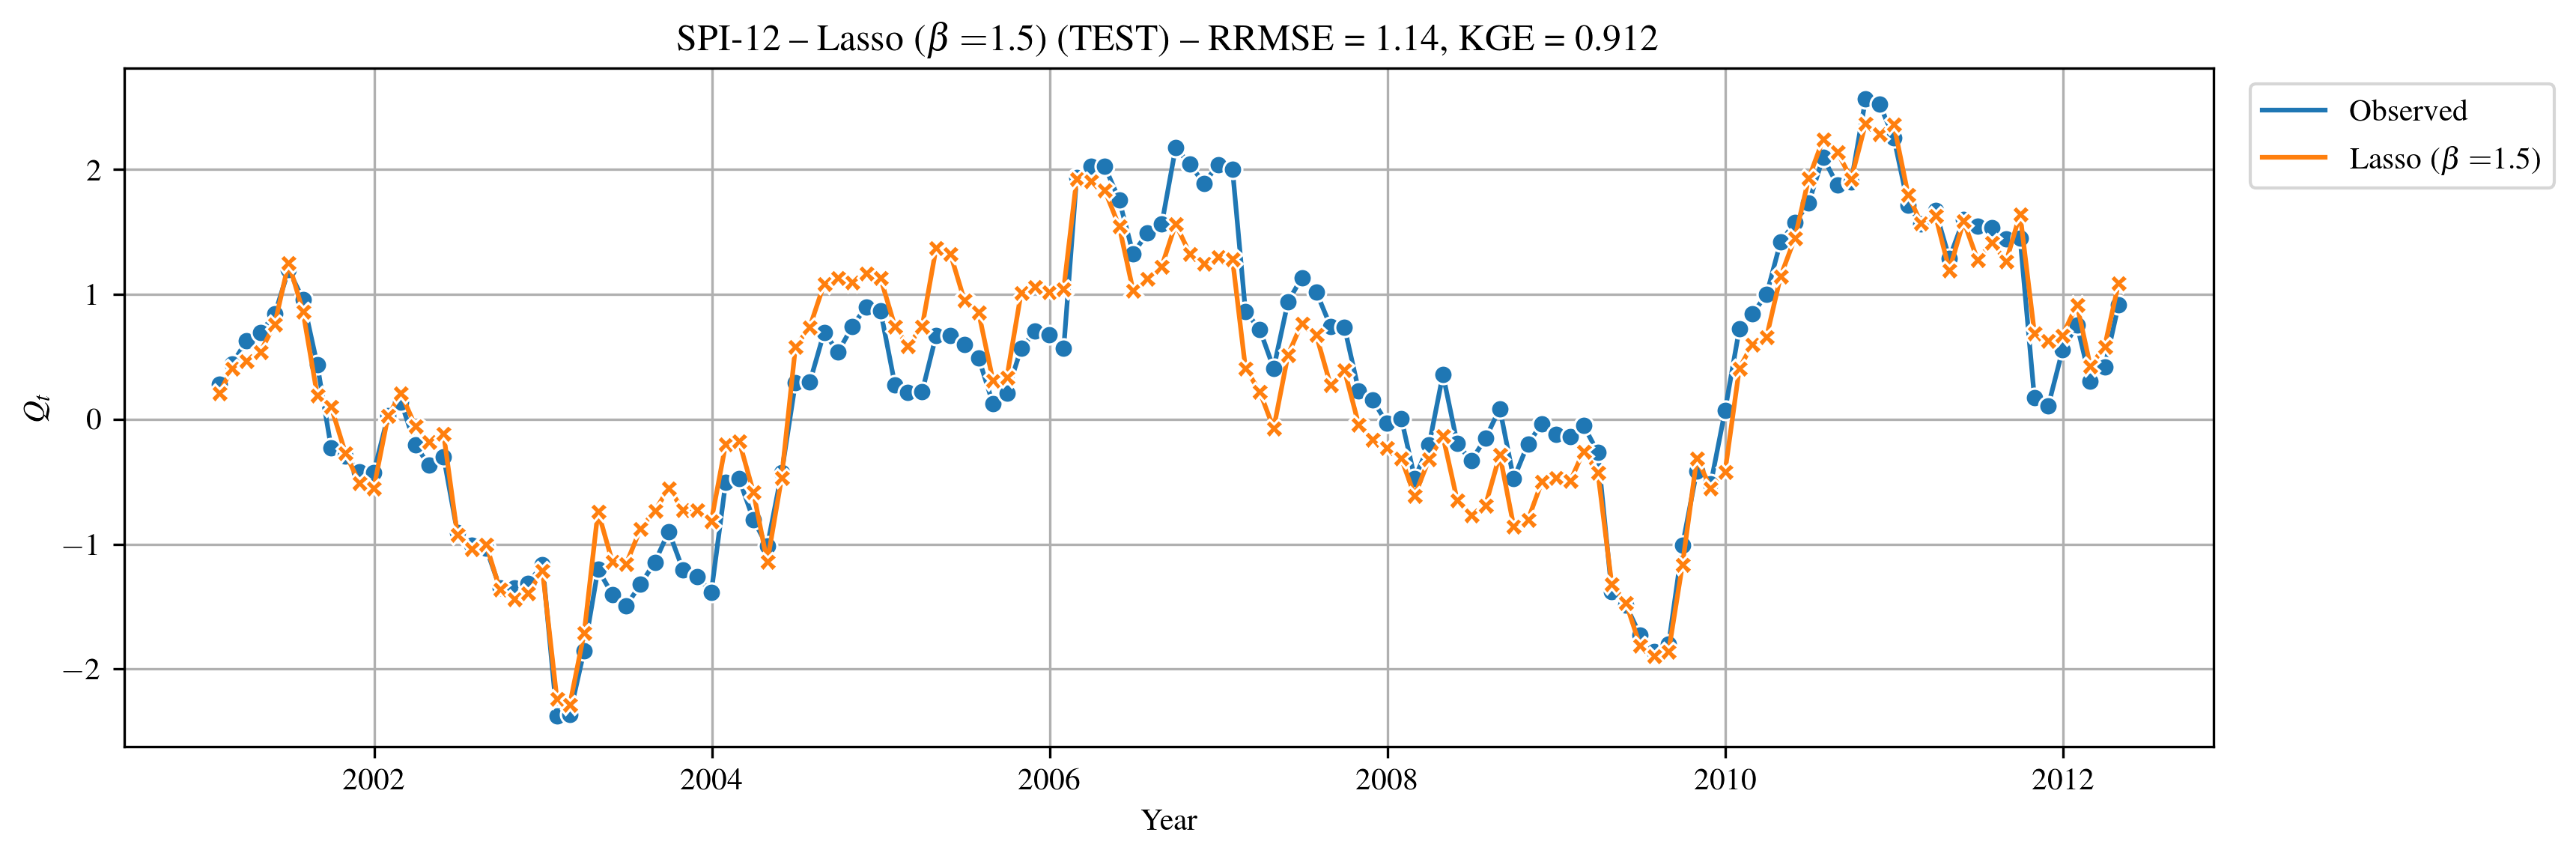 SPI-12 – Lasso (β =1.5) (TEST) – RRMSE = 1.14, KGE = 0.912
Observed
Lasso (β =1.5)
2
1
0
−1
−2
Qt
2002
2004
2006
2008
2010
2012
Year